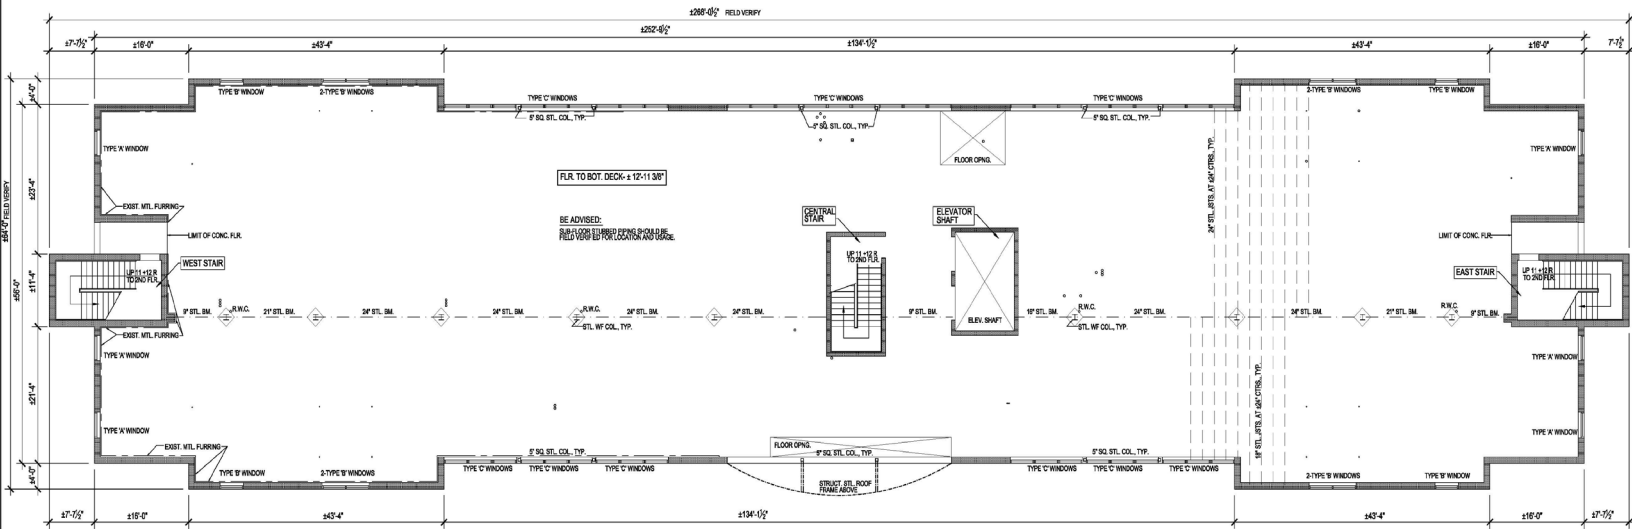 ±268'-0½" FIELD VERIFY
±252'-9½"
±7'-7½" ±16'-0" ±43'-4" ±134'-1½" ±43'-4" ±16'-0" 7'-7½"
±4'-0"
TYPE 'B' WINDOW 2-TYPE 'B' WINDOWS TYPE 'C' WINDOWS TYPE 'C' WINDOWS TYPE 'C' WINDOWS 2-TYPE 'B' WINDOWS TYPE 'B' WINDOW
5" SQ. STL. COL., TYP. 5" SQ. STL. COL., TYP. 5" SQ. STL. COL., TYP.
TYPE 'A' WINDOW TYPE 'A' WINDOW
FLOOR OPNG.
FLR. TO BOT. DECK- ± 12'-11 3/8"
24" STL. JSTS. AT ±24" CTRS., TYP.
±64'-0" FIELD VERIFY
±23'-4"
EXIST. MTL. FURRING
CENTRAL
STAIR
ELEVATOR
SHAFT
BE ADVISED:
SUB-FLOOR STUBBED PIPING SHOULD BE
FIELD VERIFIED FOR LOCATION AND USAGE.
LIMIT OF CONC. FLR. LIMIT OF CONC. FLR.
WEST STAIR EAST STAIR
UP 11 +12 R
TO 2ND FLR.
UP 11 +12 R
TO 2ND FLR.
UP 11 +12 R
TO 2ND FLR.
±56'-0"
±11'-4"
R.W.C. R.W.C. R.W.C. R.W.C.
9" STL. BM. 21" STL. BM. 24" STL. BM. 24" STL. BM. 24" STL. BM. 24" STL. BM. 9" STL. BM. 16" STL. BM. 24" STL. BM. 24" STL. BM. 21" STL. BM. 9" STL. BM.
STL. WF COL., TYP. ELEV. SHAFT STL. WF COL., TYP.
EXIST. MTL. FURRING
TYPE 'A' WINDOW TYPE 'A' WINDOW
±21'-4"
18" STL. JSTS. AT ±24" CTRS., TYP.
TYPE 'A' WINDOW TYPE 'A' WINDOW
EXIST. MTL. FURRING
FLOOR OPNG.
5" SQ. STL. COL., TYP. 5" SQ. STL. COL., TYP. 5" SQ. STL. COL., TYP.
±4'-0"
TYPE 'B' WINDOW 2-TYPE 'B' WINDOWS TYPE 'C' WINDOWS TYPE 'C' WINDOWS TYPE 'C' WINDOWS TYPE 'C' WINDOWS TYPE 'C' WINDOWS TYPE 'C' WINDOWS 2-TYPE 'B' WINDOWS TYPE 'B' WINDOW
STRUCT. STL. ROOF
FRAME ABOVE
±7'-7½" ±16'-0" ±43'-4" ±134'-1½" ±43'-4" ±16'-0" ±7'-7½"